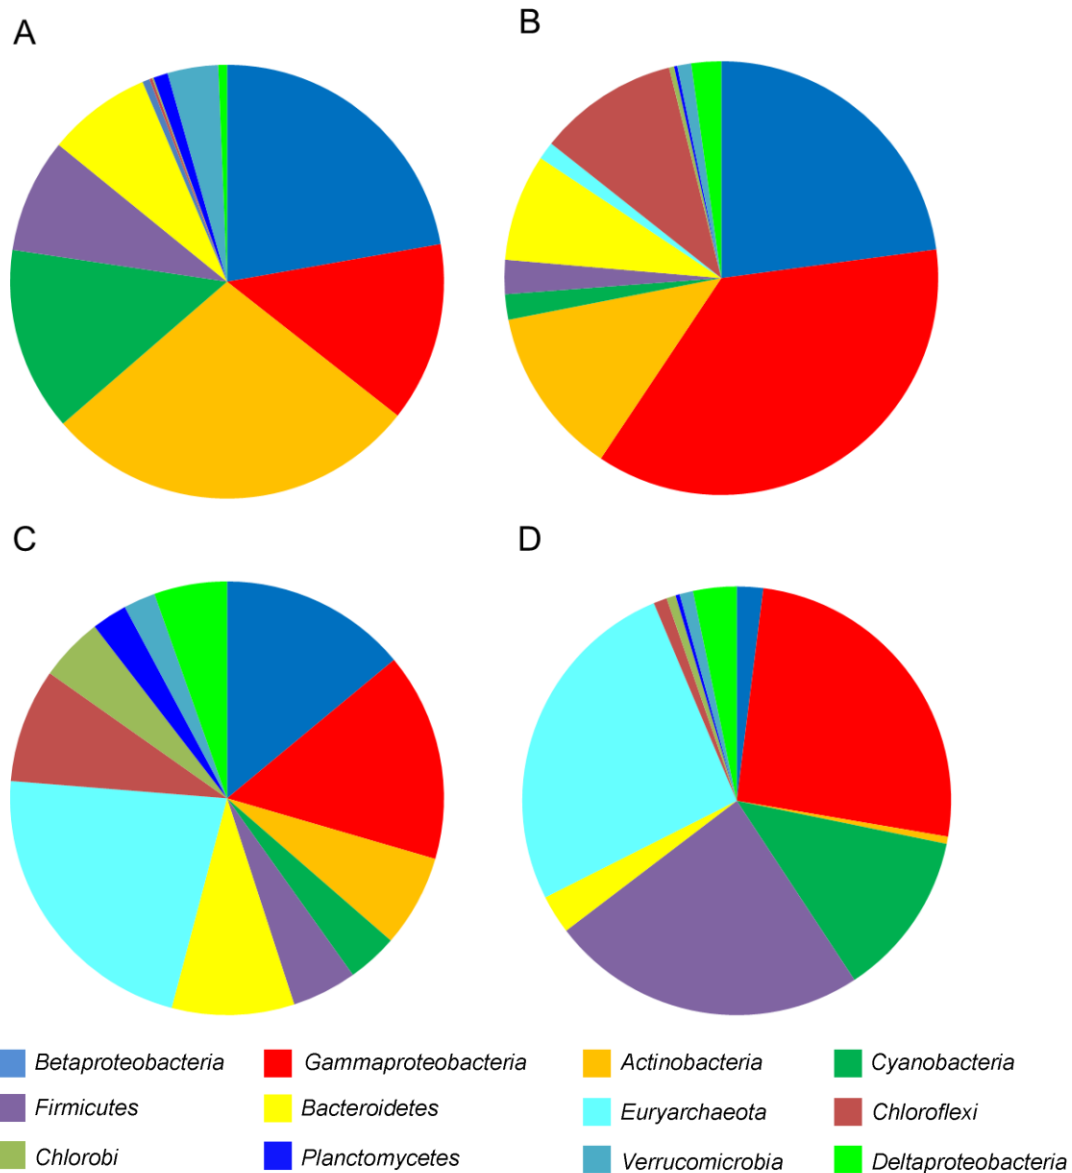 A
B
C
D
Betaproteobacteria Gammaproteobacteria Actinobacteria Cyanobacteria
Firmicutes Bacteroidetes Euryarchaeota Chloroflexi
Chlorobi Planctomycetes Verrucomicrobia Deltaproteobacteria